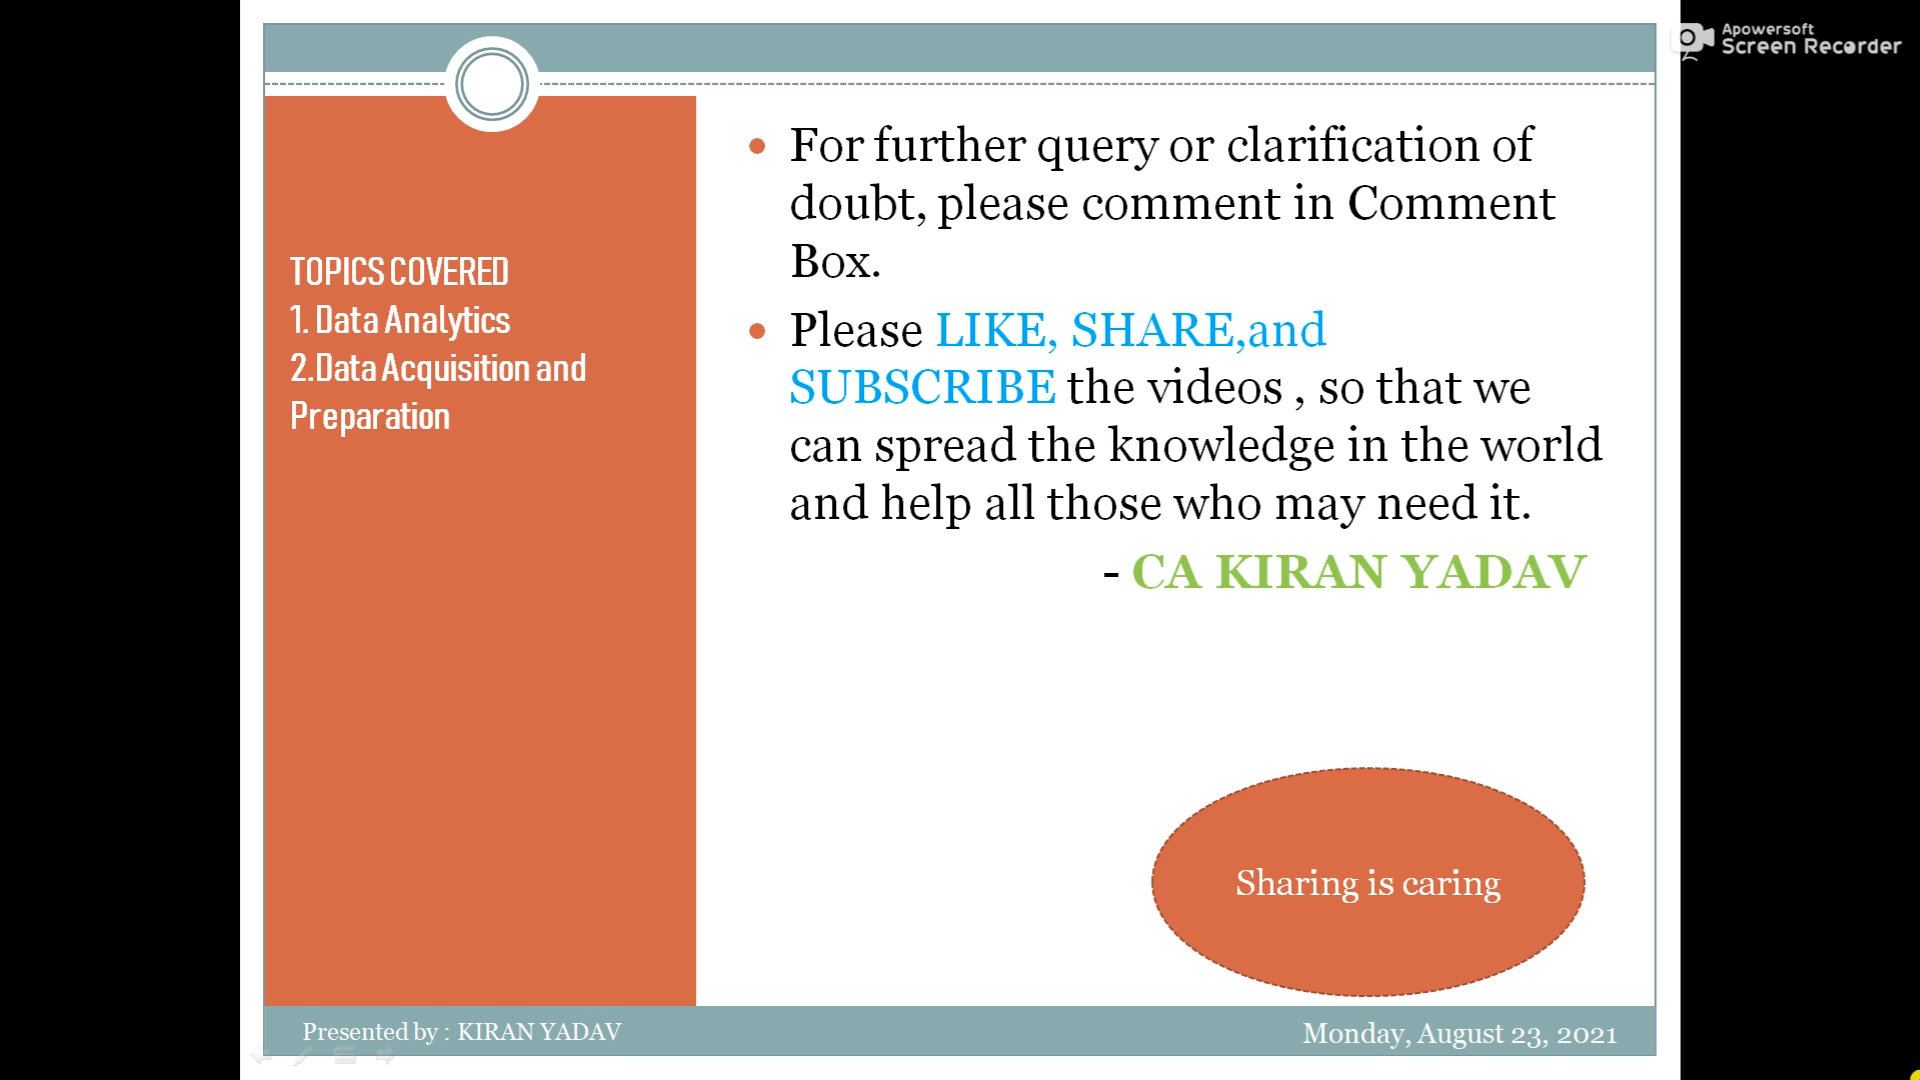 Apowersoft
Screen Recorder
TOPICS COVERED
1. Data Analytics
2.Data Acquisition and
Preparation
• For further query or clarification of
doubt, please comment in Comment
Box.
• Please LIKE, SHARE,and
SUBSCRIBE the videos , so that we
can spread the knowledge in the world
and help all those who may need it.
- CA KIRAN YADAV
Sharing is caring
Presented by : KIRAN YADAV
Monday, August 23, 2021